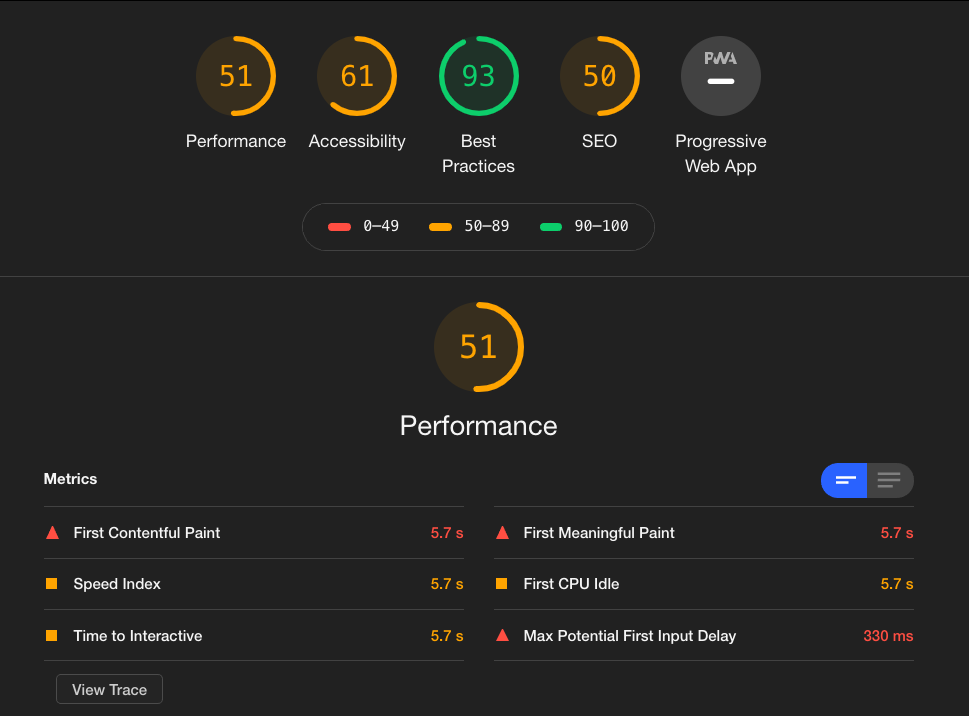 51 61 93 50 PWA
Performance Accessibility Best Practices SEO Progressive Web App
0–49 50–89 90–100
51
Performance
Metrics
First Contentful Paint 5.7 s
First Meaningful Paint 5.7 s
Speed Index 5.7 s
First CPU Idle 5.7 s
Time to Interactive 5.7 s
Max Potential First Input Delay 330 ms
View Trace